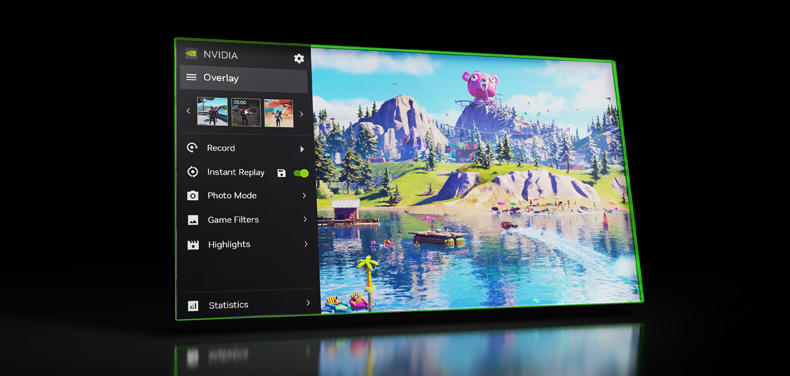 NVIDIA
Overlay
05:00
Record
Instant Replay
Photo Mode
Game Filters
Highlights
Statistics